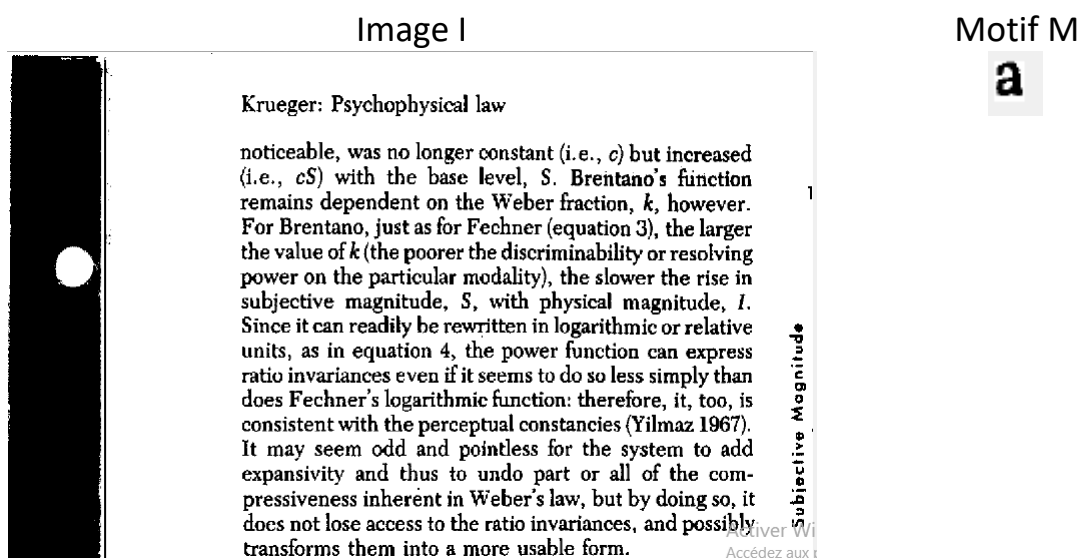 Image I
Motif M
a
Krueger: Psychophysical law
noticeable, was no longer constant (i.e., c) but increased
(i.e., cS) with the base level, S. Brentano's function
remains dependent on the Weber fraction, k, however.
For Brentano, just as for Fechner (equation 3), the larger
the value of k (the poorer the discriminability or resolving
power on the particular modality), the slower the rise in
subjective magnitude, S, with physical magnitude, I.
Since it can readily be rewritten in logarithmic or relative
units, as in equation 4, the power function can express
ratio invariances even if it seems to do so less simply than
does Fechner's logarithmic function: therefore, it, too, is
consistent with the perceptual constancies (Yilmaz 1967).
It may seem odd and pointless for the system to add
expansivity and thus to undo part or all of the com-
pressiveness inherent in Weber's law, but by doing so, it
does not lose access to the ratio invariances, and possibly
transforms them into a more usable form.
1
Subjective Magnitude
Activer Wi
Accédez aux p